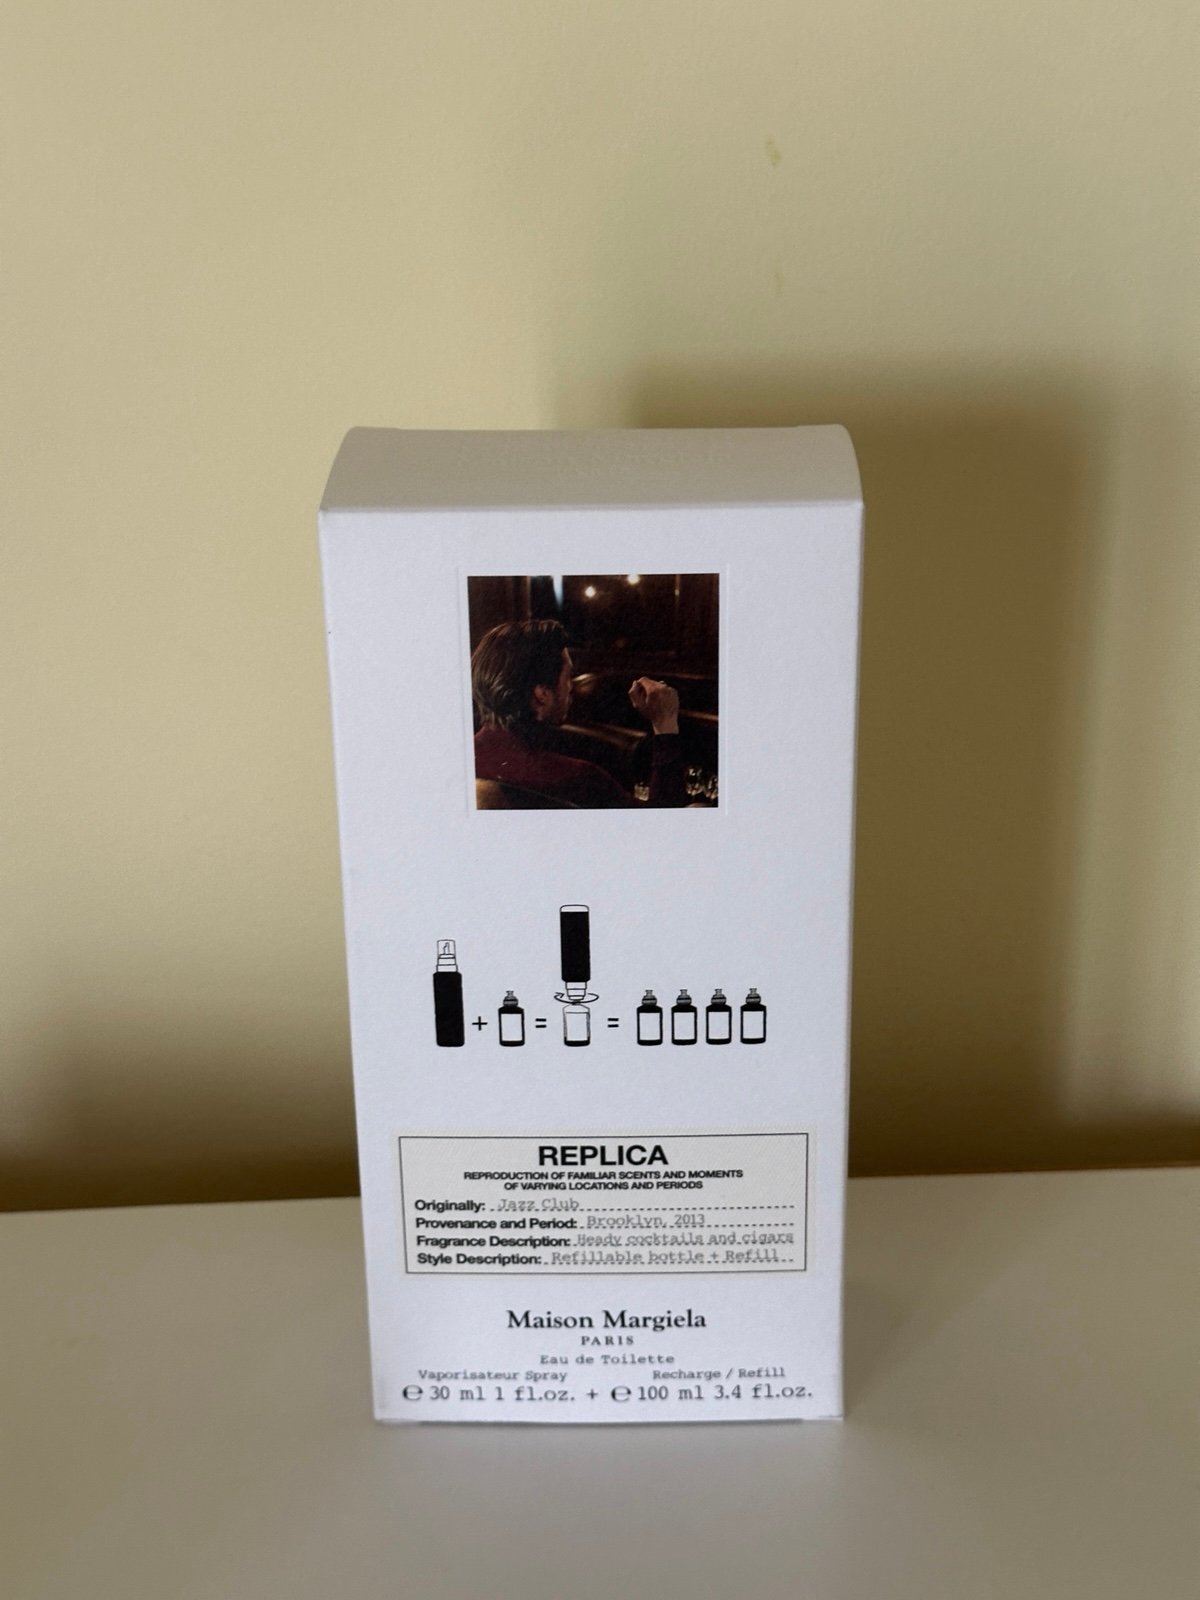 + = =
REPLICA
REPRODUCTION OF FAMILIAR SCENTS AND MOMENTS
OF VARYING LOCATIONS AND PERIODS
Originally: Jazz Club
Provenance and Period: Brooklyn, 2013
Fragrance Description: Heady cocktails and cigars
Style Description: Refillable bottle + Refill
Maison Margiela
PARIS
Eau de Toilette
Vaporisateur Spray Recharge / Refill
℮ 30 ml 1 fl.oz. + ℮ 100 ml 3.4 fl.oz.